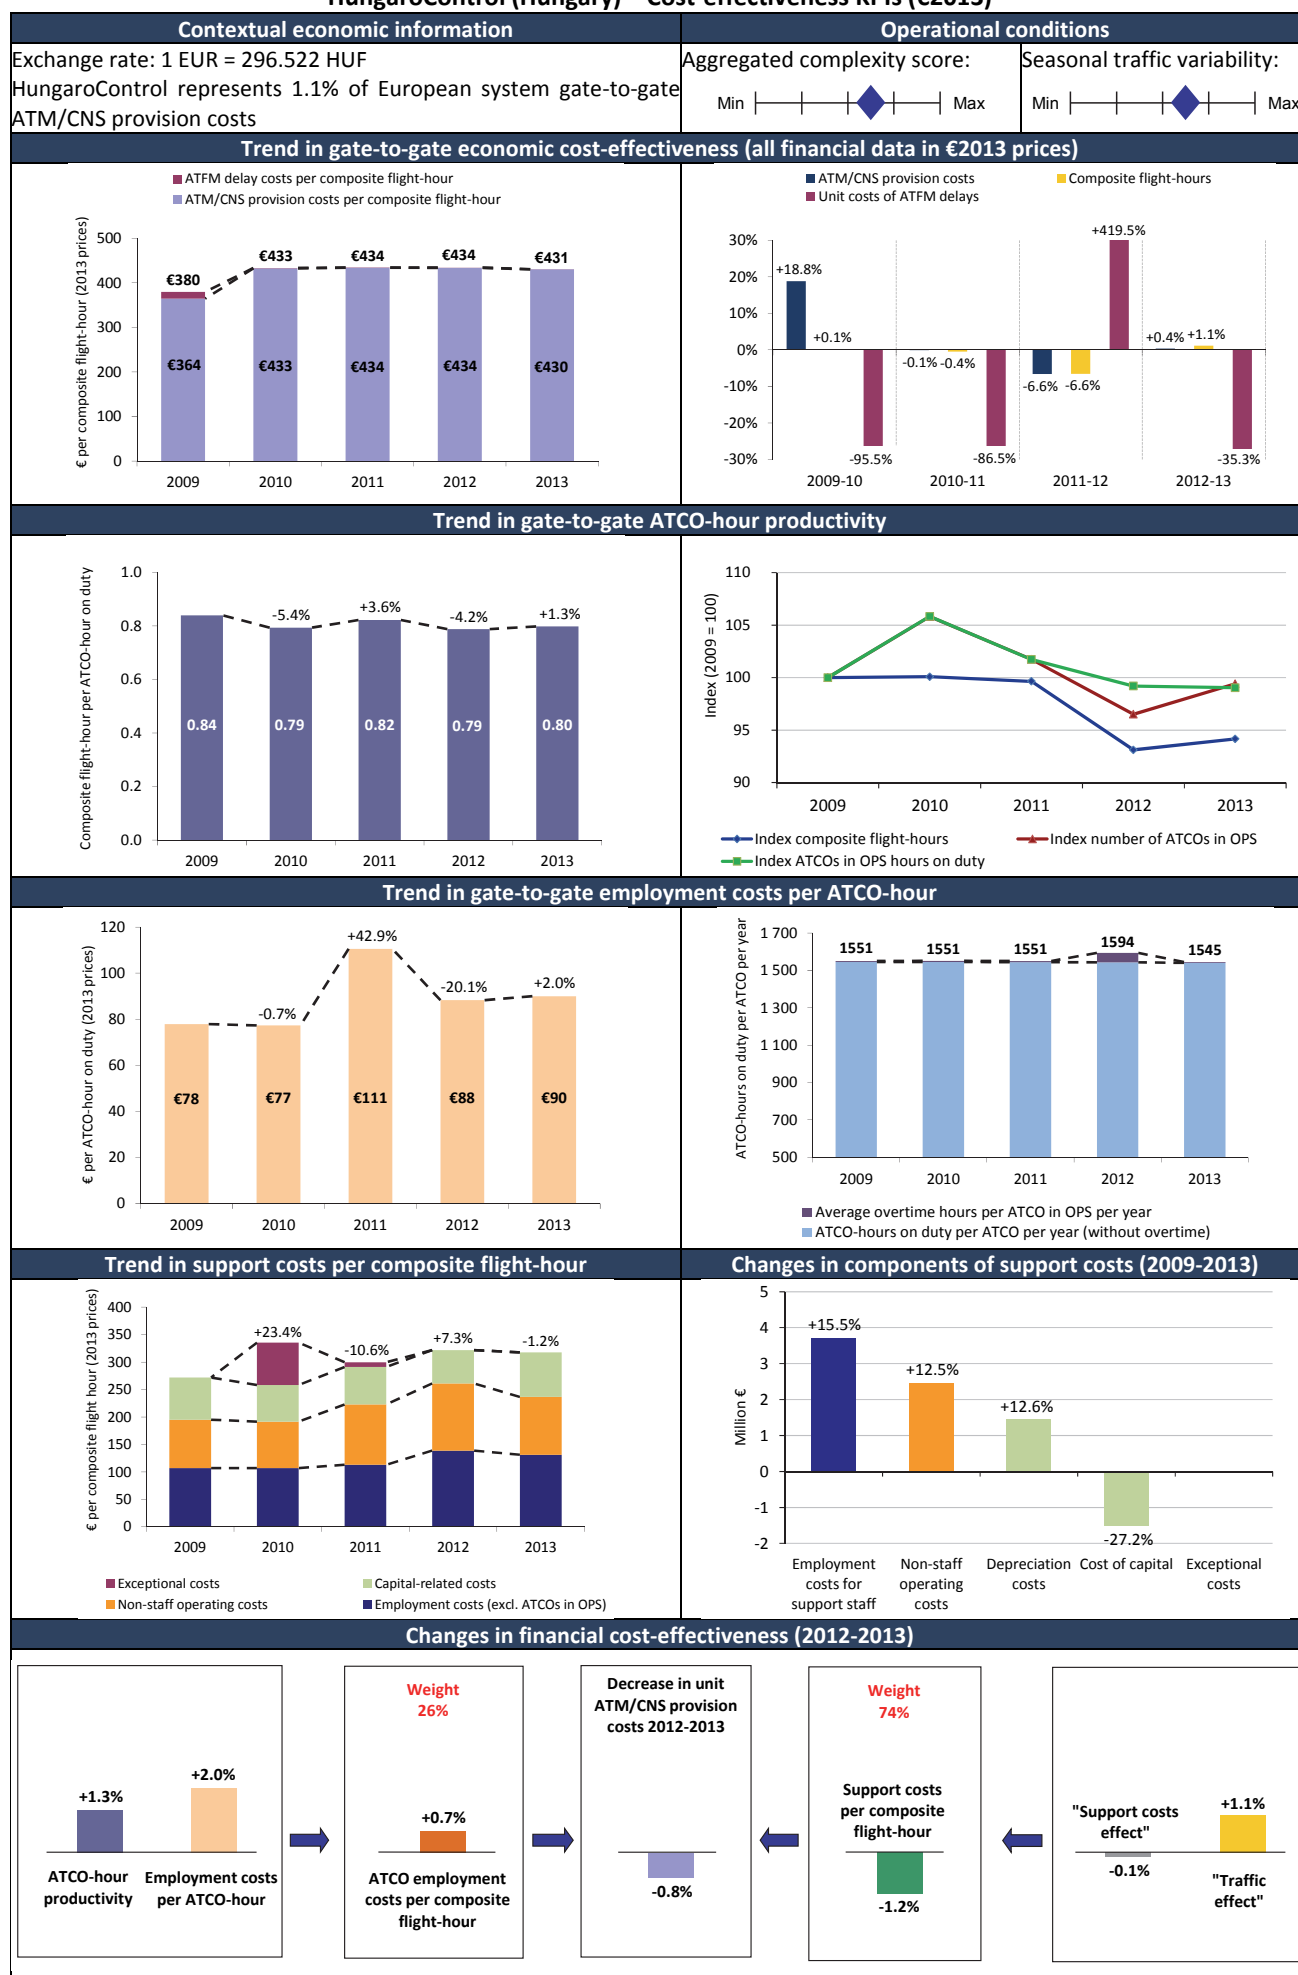 HungaroControl (Hungary) – Cost-effectiveness KPIs (€2013)
Contextual economic information
Operational conditions
Exchange rate: 1 EUR = 296.522 HUF
HungaroControl represents 1.1% of European system gate-to-gate
ATM/CNS provision costs
Aggregated complexity score:
Min Max
Seasonal traffic variability:
Min Max
Trend in gate-to-gate economic cost-effectiveness (all financial data in €2013 prices)
ATFM delay costs per composite flight-hour
ATM/CNS provision costs per composite flight-hour
€ per composite flight-hour (2013 prices)
500
400
300
200
100
0
€380 €433 €434 €434 €431
€364 €433 €434 €434 €430
2009 2010 2011 2012 2013
ATM/CNS provision costs
Composite flight-hours
Unit costs of ATFM delays
30%
20%
10%
0%
-10%
-20%
-30%
+18.8% +0.1% -95.5%
-0.1% -0.4% -86.5%
-6.6% -6.6% +419.5%
+0.4% +1.1% -35.3%
2009-10 2010-11 2011-12 2012-13
Trend in gate-to-gate ATCO-hour productivity
Composite flight-hour per ATCO-hour on duty
1.0
0.8
0.6
0.4
0.2
0.0
-5.4% +3.6% -4.2% +1.3%
0.84 0.79 0.82 0.79 0.80
2009 2010 2011 2012 2013
Index (2009 = 100)
110
105
100
95
90
2009 2010 2011 2012 2013
Index composite flight-hours
Index number of ATCOs in OPS
Index ATCOs in OPS hours on duty
Trend in gate-to-gate employment costs per ATCO-hour
€ per ATCO-hour on duty (2013 prices)
120
100
80
60
40
20
0
-0.7% +42.9% -20.1% +2.0%
€78 €77 €111 €88 €90
2009 2010 2011 2012 2013
ATCO-hours on duty per ATCO per year
1 700
1 500
1 300
1 100
900
700
500
1551 1551 1551 1594 1545
2009 2010 2011 2012 2013
Average overtime hours per ATCO in OPS per year
ATCO-hours on duty per ATCO per year (without overtime)
Trend in support costs per composite flight-hour
Changes in components of support costs (2009-2013)
€ per composite flight hour (2013 prices)
400
350
300
250
200
150
100
50
0
+23.4% -10.6% +7.3% -1.2%
2009 2010 2011 2012 2013
Exceptional costs
Capital-related costs
Non-staff operating costs
Employment costs (excl. ATCOs in OPS)
Million €
5
4
3
2
1
0
-1
-2
+15.5% +12.5% +12.6% -27.2%
Employment
costs for
support staff
Non-staff
operating
costs
Depreciation
costs
Cost of capital
Exceptional
costs
Changes in financial cost-effectiveness (2012-2013)
+1.3%
ATCO-hour
productivity
+2.0%
Employment costs
per ATCO-hour
Weight
26%
+0.7%
ATCO employment
costs per composite
flight-hour
Decrease in unit
ATM/CNS provision
costs 2012-2013
-0.8%
Weight
74%
Support costs
per composite
flight-hour
-1.2%
"Support costs
effect"
-0.1%
+1.1%
"Traffic
effect"